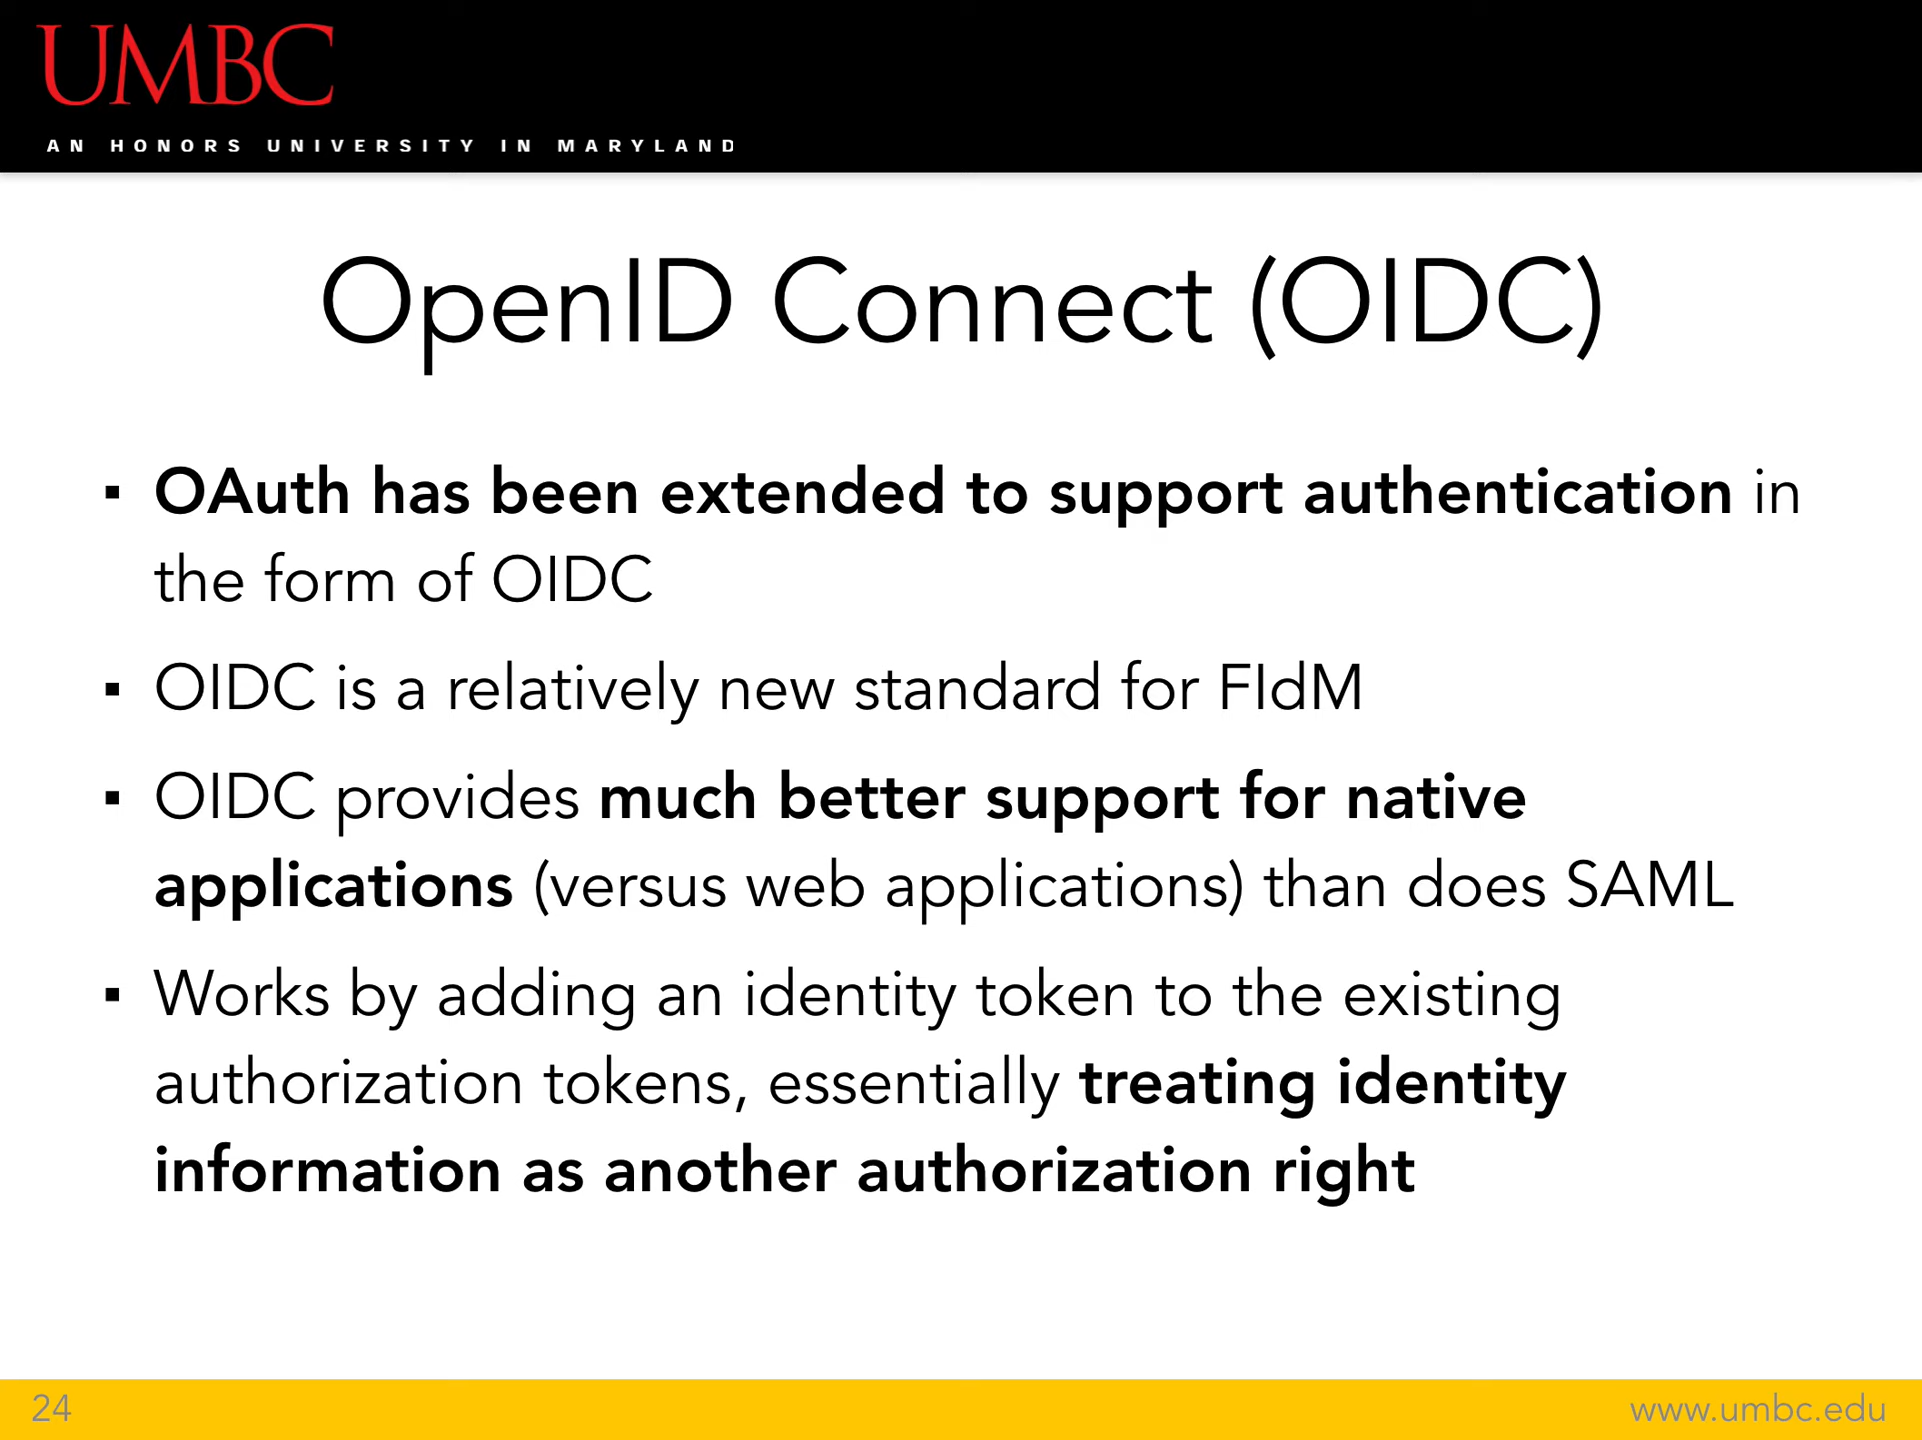 UMBC
AN HONORS UNIVERSITY IN MARYLAND
OpenID Connect (OIDC)
▪ OAuth has been extended to support authentication in
the form of OIDC
▪ OIDC is a relatively new standard for FIdM
▪ OIDC provides much better support for native
applications (versus web applications) than does SAML
▪ Works by adding an identity token to the existing
authorization tokens, essentially treating identity
information as another authorization right
24
www.umbc.edu